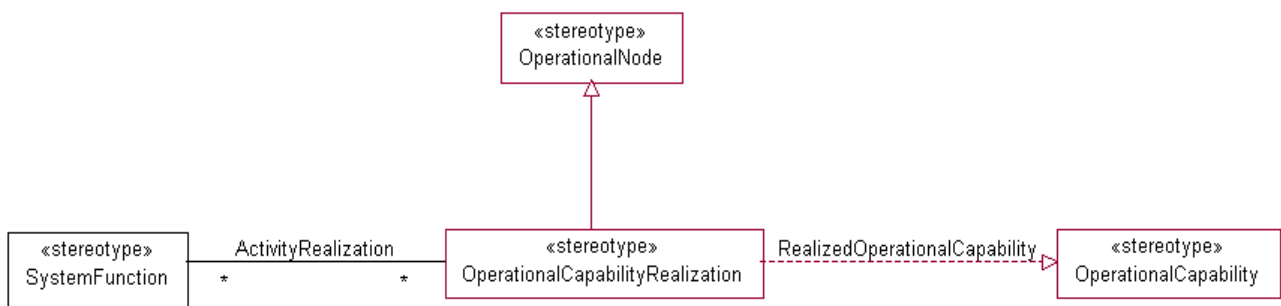 «stereotype»
OperationalNode
«stereotype»
SystemFunction
ActivityRealization
*
*
«stereotype»
OperationalCapabilityRealization
RealizedOperationalCapability
«stereotype»
OperationalCapability